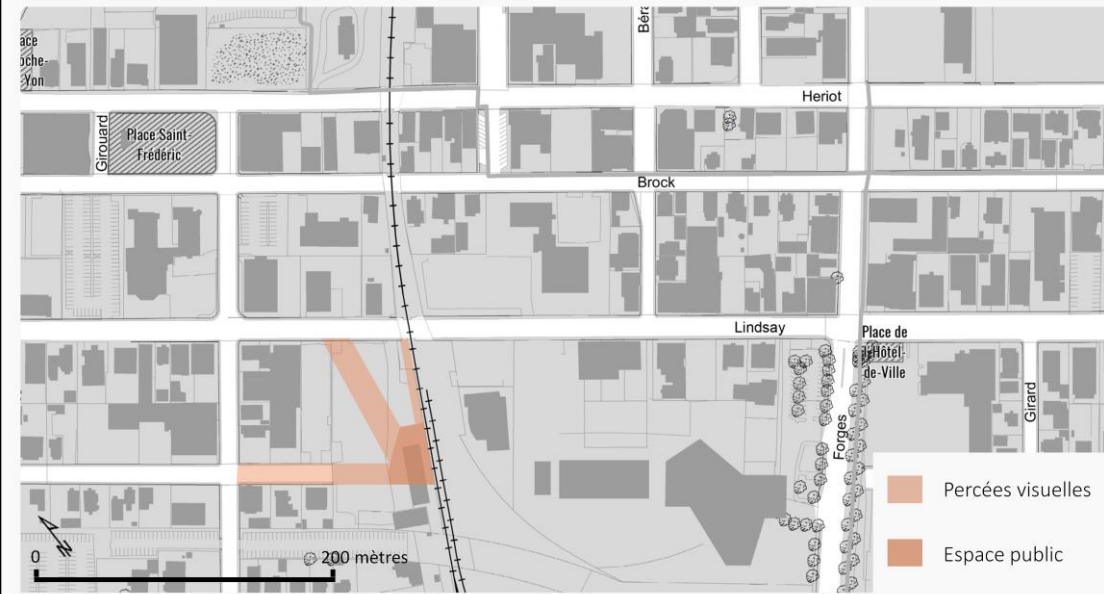 Béra
Heriot
Girouard
Place Saint-
Frédéric
Brock
Lindsay
Place de
l'Hôtel-
de-Ville
Forges
Girard
Percées visuelles
Espace public
N
0
200 mètres